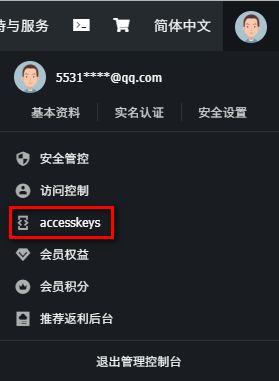 持与服务 简体中文
5531****@qq.com
基本资料 实名认证 安全设置
安全管控
访问控制
accesskeys
会员权益
会员积分
推荐返利后台
退出管理控制台